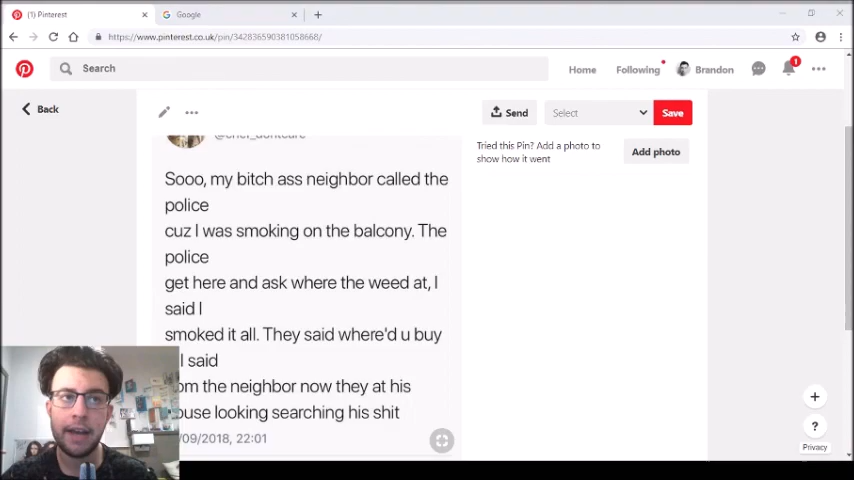 (1) Pinterest
Google
https://www.pinterest.co.uk/pin/342836590381058668/
Search
Home
Following
Brandon
1
Back
Send
Select
Save
Sooo, my bitch ass neighbor called the
police
cuz I was smoking on the balcony. The
police
get here and ask where the weed at, I
said I
smoked it all. They said where'd u buy
I said
the neighbor now they at his
looking searching his shit
/09/2018, 22:01
Tried this Pin? Add a photo to
show how it went
Add photo
+
?
Privacy